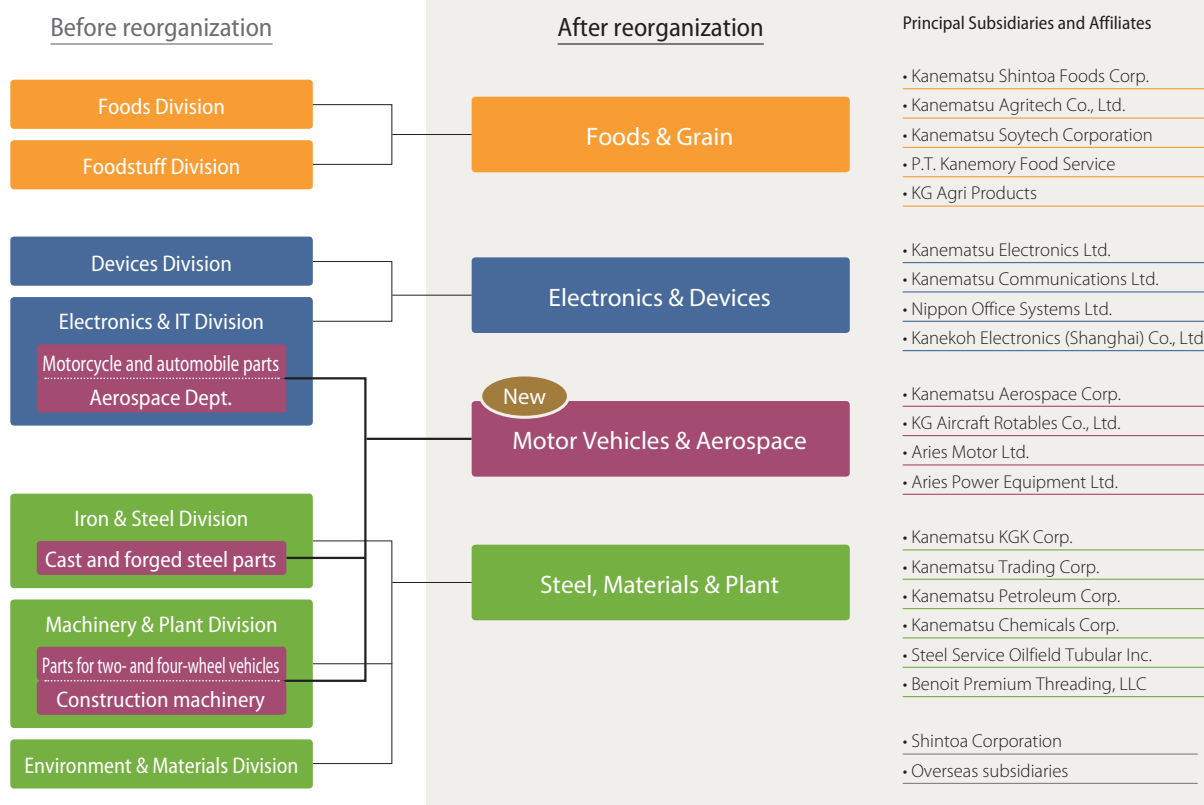 Before reorganization
Foods Division
Foodstuff Division
Devices Division
Electronics & IT Division
Motorcycle and automobile parts
Aerospace Dept.
Iron & Steel Division
Cast and forged steel parts
Machinery & Plant Division
Parts for two- and four-wheel vehicles
Construction machinery
Environment & Materials Division
After reorganization
Foods & Grain
Electronics & Devices
New
Motor Vehicles & Aerospace
Steel, Materials & Plant
Principal Subsidiaries and Affiliates
• Kanematsu Shintoa Foods Corp.
• Kanematsu Agritech Co., Ltd.
• Kanematsu Soytech Corporation
• P.T. Kanemory Food Service
• KG Agri Products
• Kanematsu Electronics Ltd.
• Kanematsu Communications Ltd.
• Nippon Office Systems Ltd.
• Kanekoh Electronics (Shanghai) Co., Ltd
• Kanematsu Aerospace Corp.
• KG Aircraft Rotables Co., Ltd.
• Aries Motor Ltd.
• Aries Power Equipment Ltd.
• Kanematsu KGK Corp.
• Kanematsu Trading Corp.
• Kanematsu Petroleum Corp.
• Kanematsu Chemicals Corp.
• Steel Service Oilfield Tubular Inc.
• Benoit Premium Threading, LLC
• Shintoa Corporation
• Overseas subsidiaries